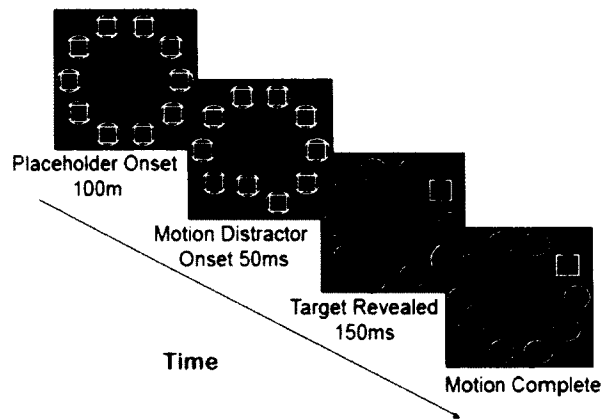 Placeholder Onset
100m
Motion Distractor
Onset 50ms
Target Revealed
150ms
Motion Complete
Time